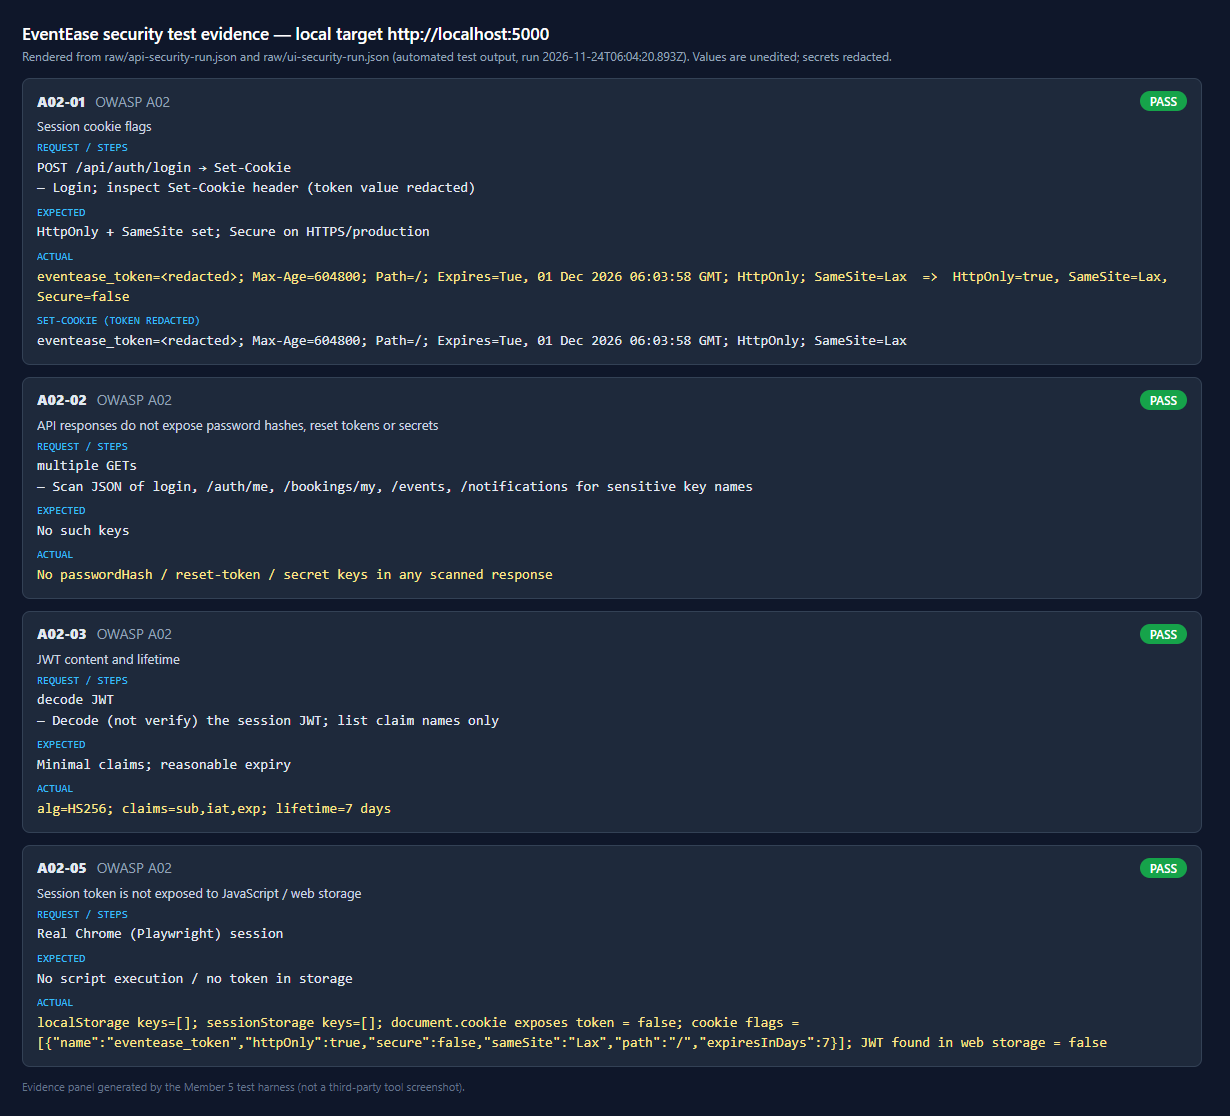 EventEase security test evidence — local target http://localhost:5000
Rendered from raw/api-security-run.json and raw/ui-security-run.json (automated test output, run 2026-11-24T06:04:20.893Z). Values are unedited; secrets redacted.
A02-01 OWASP A02 PASS
Session cookie flags
REQUEST / STEPS
POST /api/auth/login → Set-Cookie
— Login; inspect Set-Cookie header (token value redacted)
EXPECTED
HttpOnly + SameSite set; Secure on HTTPS/production
ACTUAL
eventease_token=<redacted>; Max-Age=604800; Path=/; Expires=Tue, 01 Dec 2026 06:03:58 GMT; HttpOnly; SameSite=Lax => HttpOnly=true, SameSite=Lax,
Secure=false
SET-COOKIE (TOKEN REDACTED)
eventease_token=<redacted>; Max-Age=604800; Path=/; Expires=Tue, 01 Dec 2026 06:03:58 GMT; HttpOnly; SameSite=Lax
A02-02 OWASP A02 PASS
API responses do not expose password hashes, reset tokens or secrets
REQUEST / STEPS
multiple GETs
— Scan JSON of login, /auth/me, /bookings/my, /events, /notifications for sensitive key names
EXPECTED
No such keys
ACTUAL
No passwordHash / reset-token / secret keys in any scanned response
A02-03 OWASP A02 PASS
JWT content and lifetime
REQUEST / STEPS
decode JWT
— Decode (not verify) the session JWT; list claim names only
EXPECTED
Minimal claims; reasonable expiry
ACTUAL
alg=HS256; claims=sub,iat,exp; lifetime=7 days
A02-05 OWASP A02 PASS
Session token is not exposed to JavaScript / web storage
REQUEST / STEPS
Real Chrome (Playwright) session
EXPECTED
No script execution / no token in storage
ACTUAL
localStorage keys=[]; sessionStorage keys=[]; document.cookie exposes token = false; cookie flags =
[{"name":"eventease_token","httpOnly":true,"secure":false,"sameSite":"Lax","path":"/","expiresInDays":7}]; JWT found in web storage = false
Evidence panel generated by the Member 5 test harness (not a third-party tool screenshot).